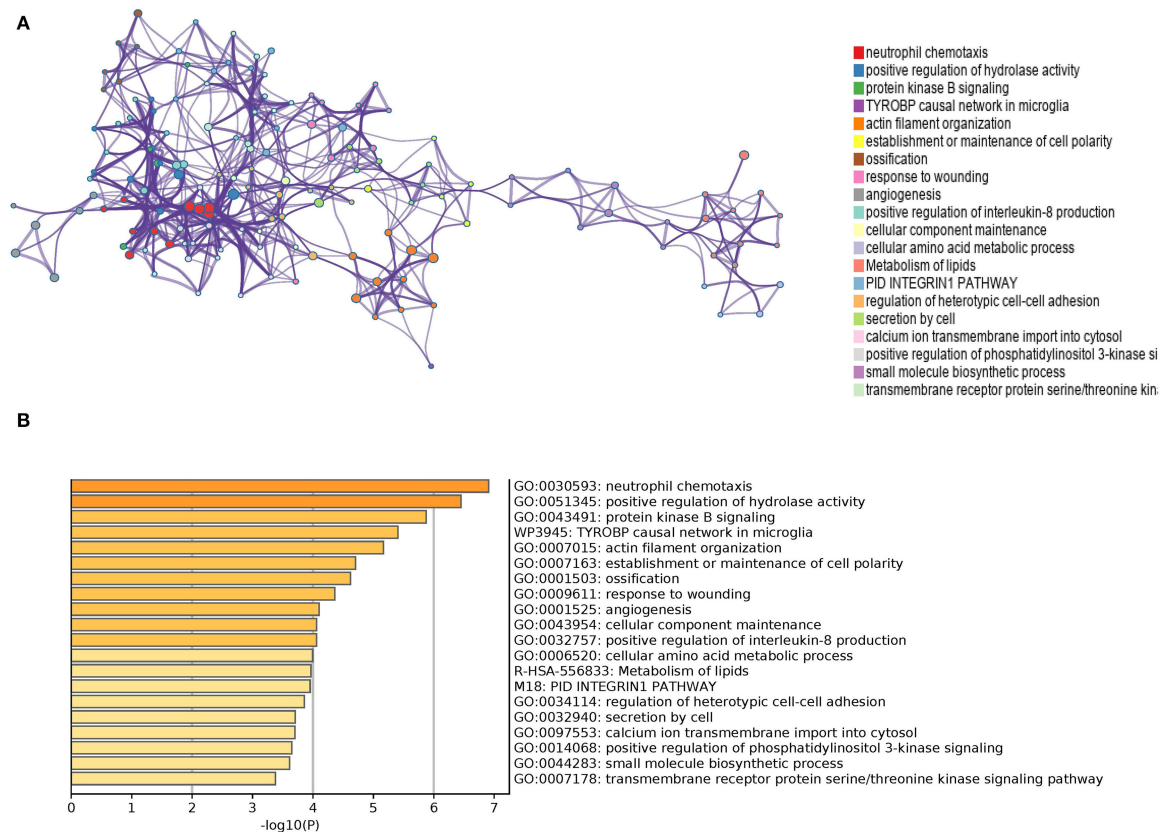 A
neutrophil chemotaxis
positive regulation of hydrolase activity
protein kinase B signaling
TYROBP causal network in microglia
actin filament organization
establishment or maintenance of cell polarity
ossification
response to wounding
angiogenesis
positive regulation of interleukin-8 production
cellular component maintenance
cellular amino acid metabolic process
Metabolism of lipids
PID INTEGRIN1 PATHWAY
regulation of heterotypic cell-cell adhesion
secretion by cell
calcium ion transmembrane import into cytosol
positive regulation of phosphatidylinositol 3-kinase si
small molecule biosynthetic process
transmembrane receptor protein serine/threonine kin
B
GO:0030593: neutrophil chemotaxis
GO:0051345: positive regulation of hydrolase activity
GO:0043491: protein kinase B signaling
WP3945: TYROBP causal network in microglia
GO:0007015: actin filament organization
GO:0007163: establishment or maintenance of cell polarity
GO:0001503: ossification
GO:0009611: response to wounding
GO:0001525: angiogenesis
GO:0043954: cellular component maintenance
GO:0032757: positive regulation of interleukin-8 production
GO:0006520: cellular amino acid metabolic process
R-HSA-556833: Metabolism of lipids
M18: PID INTEGRIN1 PATHWAY
GO:0034114: regulation of heterotypic cell-cell adhesion
GO:0032940: secretion by cell
GO:0097553: calcium ion transmembrane import into cytosol
GO:0014068: positive regulation of phosphatidylinositol 3-kinase signaling
GO:0044283: small molecule biosynthetic process
GO:0007178: transmembrane receptor protein serine/threonine kinase signaling pathway
0 1 2 3 4 5 6 7
-log10(P)